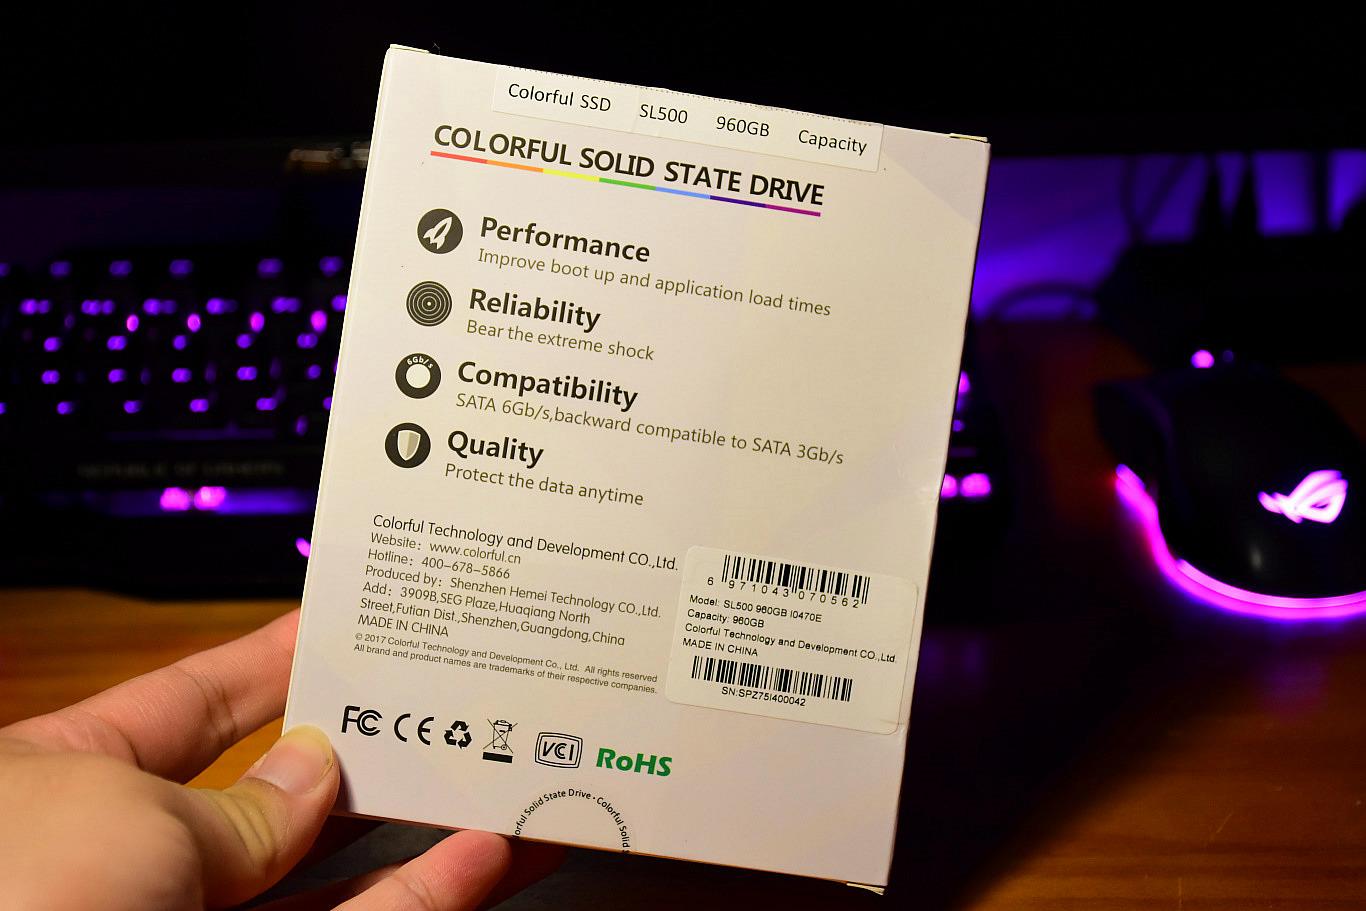 Colorful SSD SL500 960GB Capacity
COLORFUL SOLID STATE DRIVE
Performance
Improve boot up and application load times
Reliability
Bear the extreme shock
6Gb/s
Compatibility
SATA 6Gb/s,backward compatible to SATA 3Gb/s
Quality
Protect the data anytime
Colorful Technology and Development CO.,Ltd.
Website: www.colorful.cn
Hotline: 400-678-5866
Produced by: Shenzhen Hemei Technology CO.,Ltd.
Add: 3909B,SEG Plaze,Huaqiang North
Street,Futian Dist.,Shenzhen,Guangdong,China
MADE IN CHINA
© 2017 Colorful Technology and Development Co., Ltd. All rights reserved
All brand and product names are trademarks of their respective companies.
6 971043 070562
Model: SL500 960GB I0470E
Capacity: 960GB
Colorful Technology and Development CO.,Ltd.
MADE IN CHINA
SN:SPZ75I400042
FC CE VCI RoHS
orful Solid State Drive · Colorful Solid S
REPUBLIC OF GAMERS